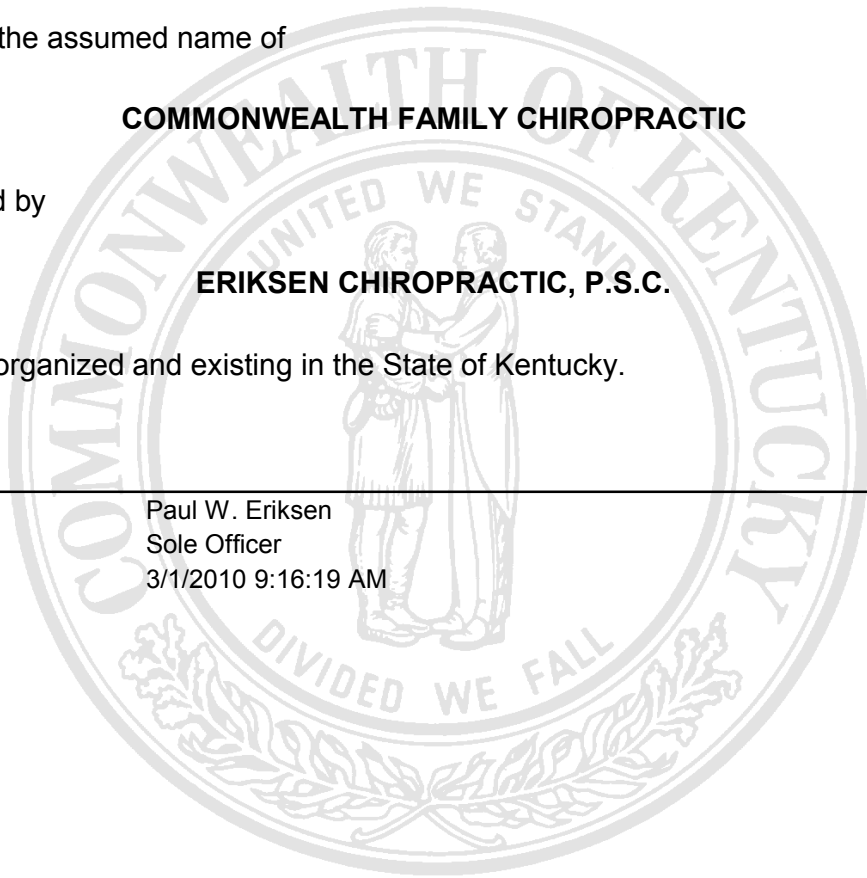 the assumed name of
COMMONWEALTH FAMILY CHIROPRACTIC
d by
ERIKSEN CHIROPRACTIC, P.S.C.
organized and existing in the State of Kentucky.
Paul W. Eriksen
Sole Officer
3/1/2010 9:16:19 AM
COMMONWEALTH OF KENTUCKY
UNITED WE STAND
DIVIDED WE FALL